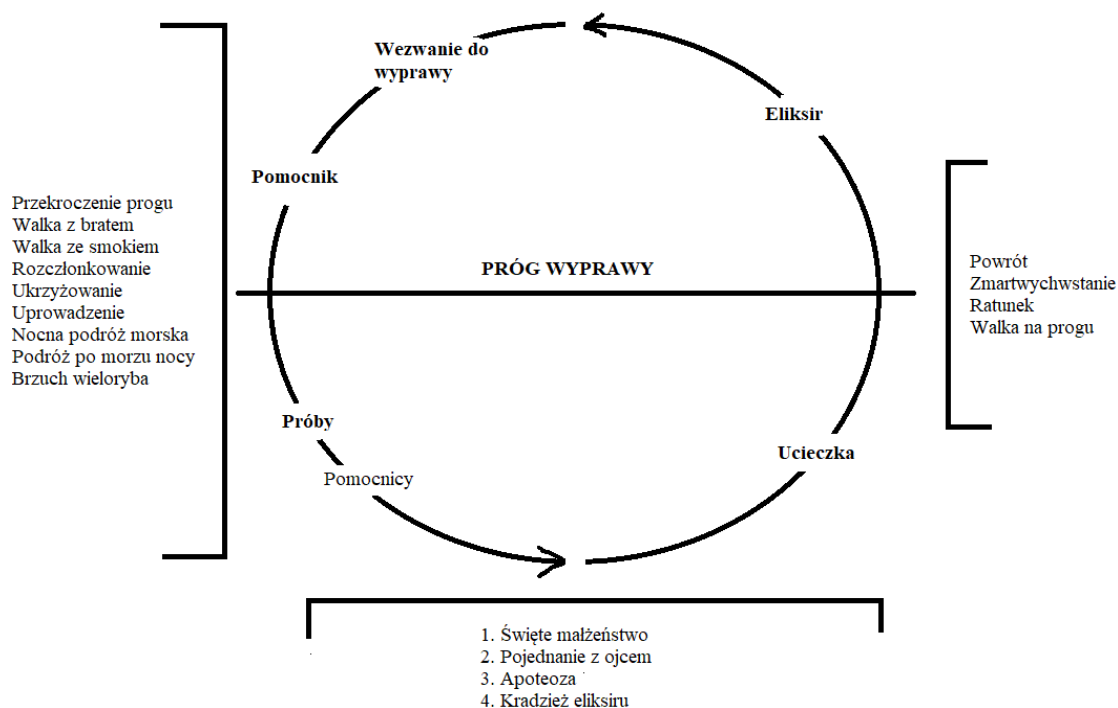 Wezwanie do
wyprawy
Eliksir
Pomocnik
Przekroczenie progu
Walka z bratem
Walka ze smokiem
Rozczłonkowanie
Ukrzyżowanie
Uprowadzenie
Nocna podróż morska
Podróż po morzu nocy
Brzuch wieloryba
PRÓG WYPRAWY
Powrót
Zmartwychwstanie
Ratunek
Walka na progu
Próby
Pomocnicy
Ucieczka
1. Święte małżeństwo
2. Pojednanie z ojcem
3. Apoteoza
4. Kradzież eliksiru